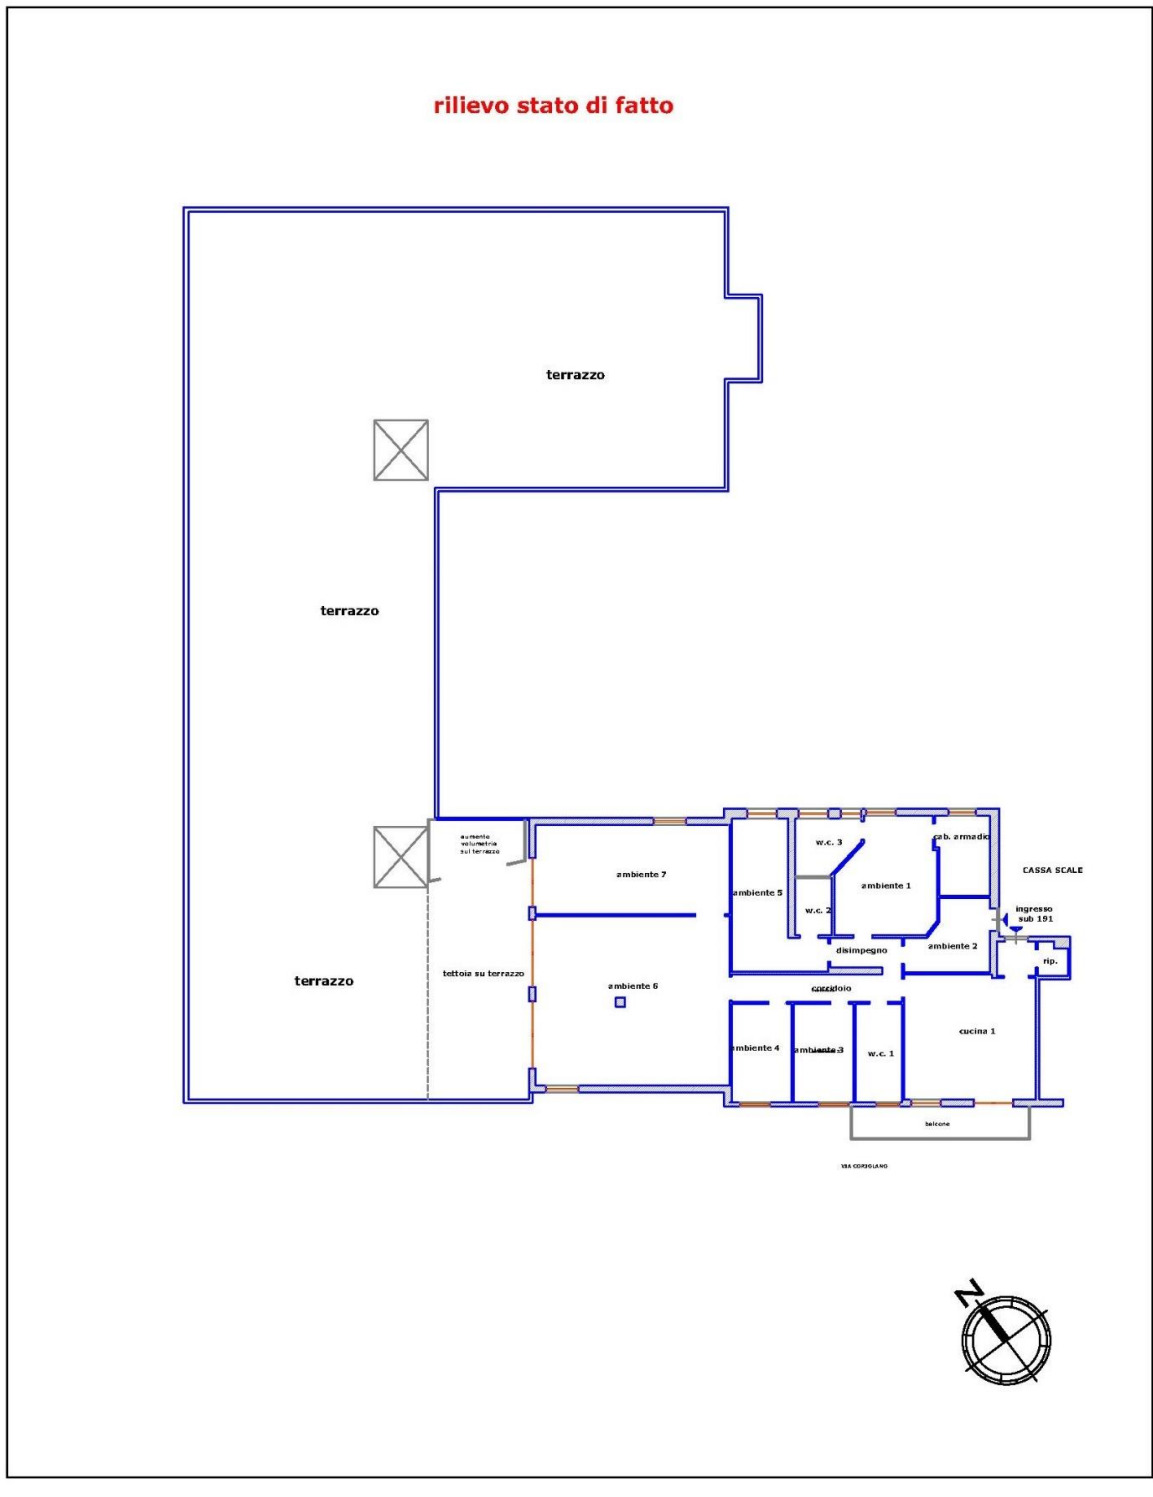 rilievo stato di fatto
terrazzo
terrazzo
aumento
volumetria
sul terrazzo
w.c. 3
cab. armadio
ambiente 7
ambiente 5
ambiente 1
CASSA SCALE
w.c. 2
ingresso
sub 191
disimpegno
ambiente 2
rip.
terrazzo
tettoia su terrazzo
ambiente 6
corridoio
cucina 1
ambiente 4
ambiente 3
w.c. 1
balcone
N